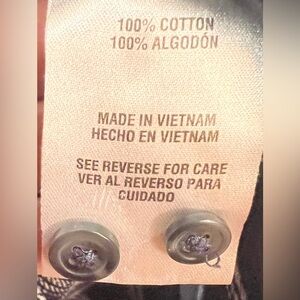 100% COTTON
100% ALGODÓN
MADE IN VIETNAM
HECHO EN VIETNAM
SEE REVERSE FOR CARE
VER AL REVERSO PARA
CUIDADO